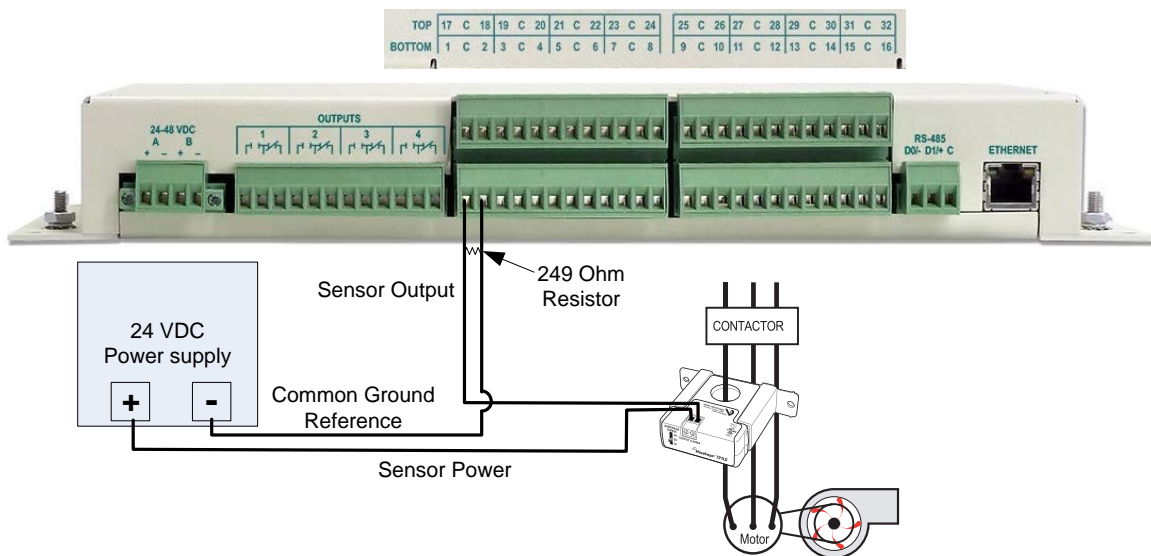 TOP 17 C 18 19 C 20 21 C 22 23 C 24 25 C 26 27 C 28 29 C 30 31 C 32
BOTTOM 1 C 2 3 C 4 5 C 6 7 C 8 9 C 10 11 C 12 13 C 14 15 C 16
24-48 VDC
A B
+ – + –
OUTPUTS
1 2 3 4
RS-485
D0/- D1/+ C
ETHERNET
249 Ohm
Resistor
Sensor Output
24 VDC
Power supply
+ -
Common Ground
Reference
Sensor Power
CONTACTOR
Motor